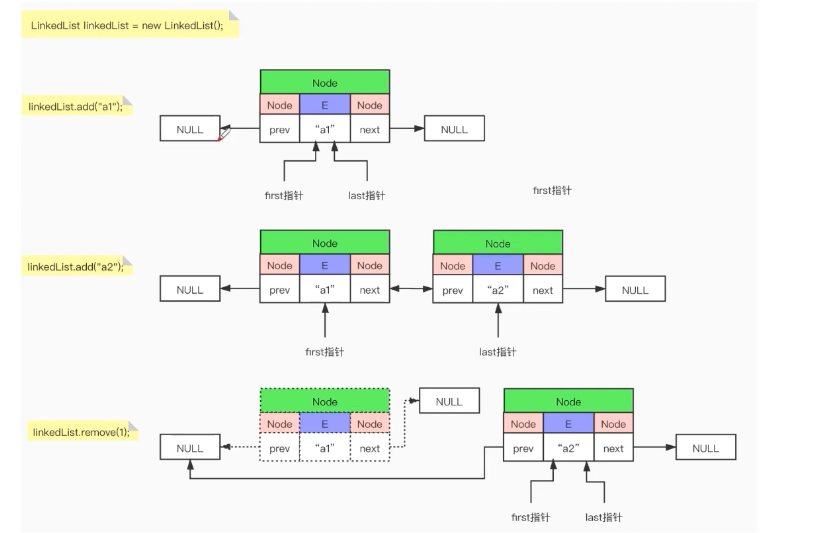 LinkedList linkedList = new LinkedList();
linkedList.add("a1");
Node
Node E Node
NULL prev "a1" next NULL
first指针 last指针
first指针
linkedList.add("a2");
Node Node
Node E Node Node E Node
NULL prev "a1" next prev "a2" next NULL
first指针 last指针
linkedList.remove(1);
Node NULL Node
Node E Node Node E Node
NULL prev "a1" next prev "a2" next NULL
first指针 last指针